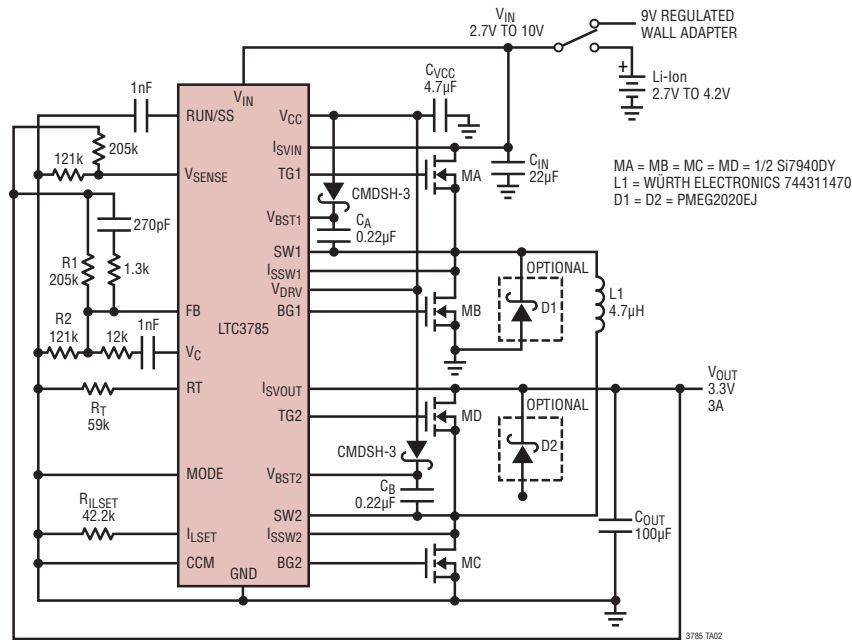 VIN
2.7V TO 10V
9V REGULATED
WALL ADAPTER
+
Li-Ion
2.7V TO 4.2V
1nF
205k
121k
270pF
1.3k
R1
205k
R2
121k
12k
1nF
RT
59k
RILSET
42.2k
VIN
RUN/SS
VSENSE
FB
LTC3785
VC
RT
MODE
ILSET
CCM
GND
VCC
ISVIN
TG1
VBST1
SW1
ISSW1
VDRV
BG1
ISVOUT
TG2
VBST2
SW2
ISSW2
BG2
CVCC
4.7µF
CMDSH-3
CA
0.22µF
MA
CIN
22µF
MB
OPTIONAL
D1
L1
4.7µH
MD
CMDSH-3
CB
0.22µF
OPTIONAL
D2
MC
VOUT
3.3V
3A
COUT
100µF
MA = MB = MC = MD = 1/2 Si7940DY
L1 = WÜRTH ELECTRONICS 744311470
D1 = D2 = PMEG2020EJ
3785 TA02